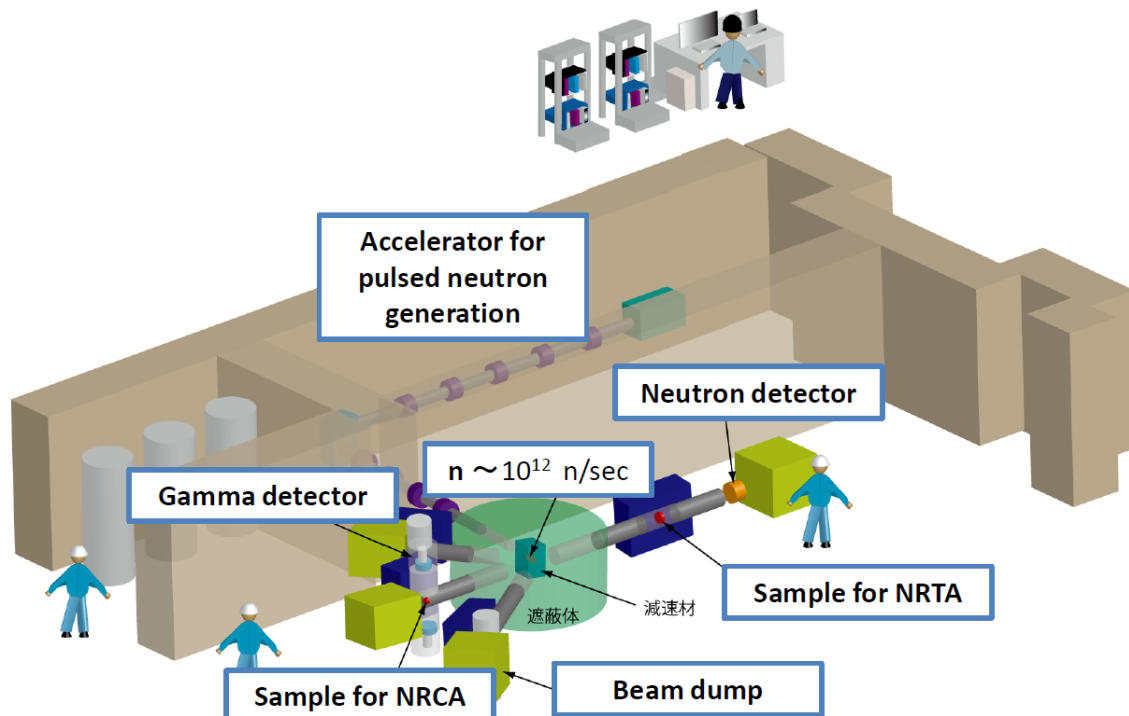 Accelerator for
pulsed neutron
generation
Neutron detector
n ~10¹² n/sec
Gamma detector
Sample for NRTA
減速材
遮蔽体
Sample for NRCA
Beam dump